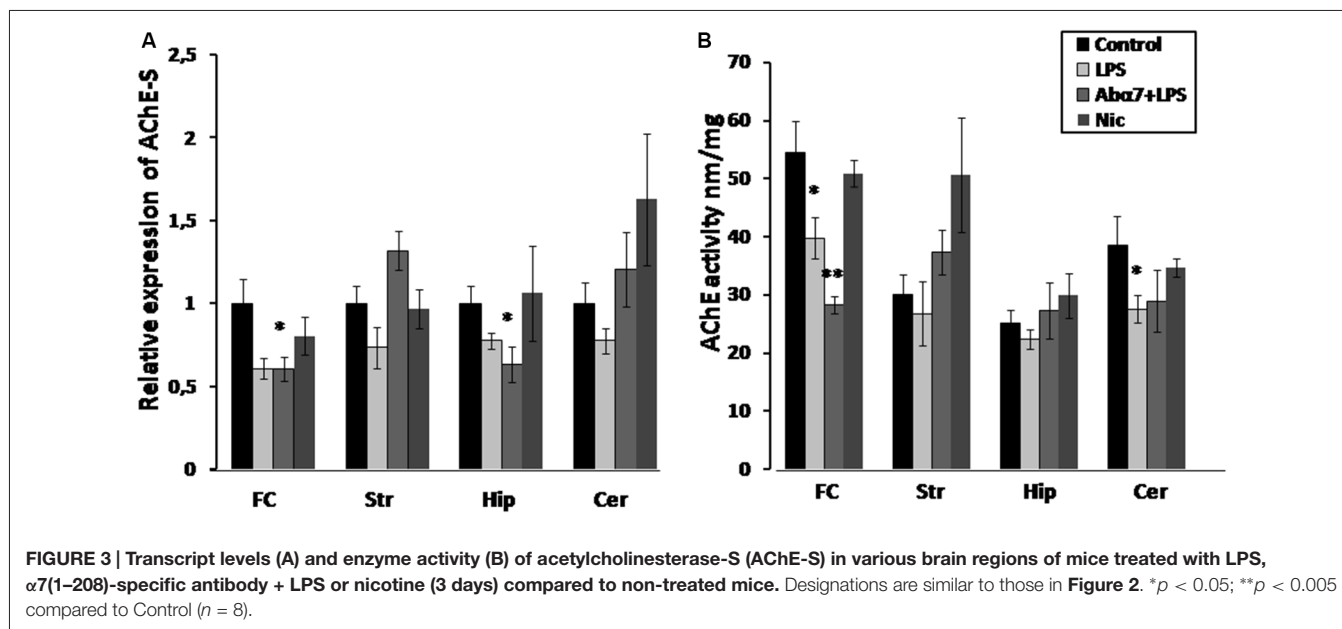 A
2,5
2
1,5
1
0,5
0
Relative expression of AChE-S
*
*
FC Str Hip Cer
B
70
60
50
40
30
20
10
0
AChE activity nm/mg
Control
LPS
Abα7+LPS
Nic
*
**
*
FC Str Hip Cer
FIGURE 3 | Transcript levels (A) and enzyme activity (B) of acetylcholinesterase-S (AChE-S) in various brain regions of mice treated with LPS,
α7(1–208)-specific antibody + LPS or nicotine (3 days) compared to non-treated mice. Designations are similar to those in Figure 2. *p < 0.05; **p < 0.005
compared to Control (n = 8).